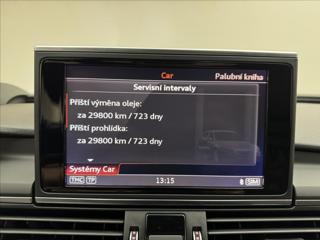 Car
Palubní kniha
Servisní intervaly
Příští výměna oleje:
za 29800 km / 723 dny
Příští prohlídka:
za 29800 km / 723 dny
Systémy Car
TMC TP
13:15
SIM